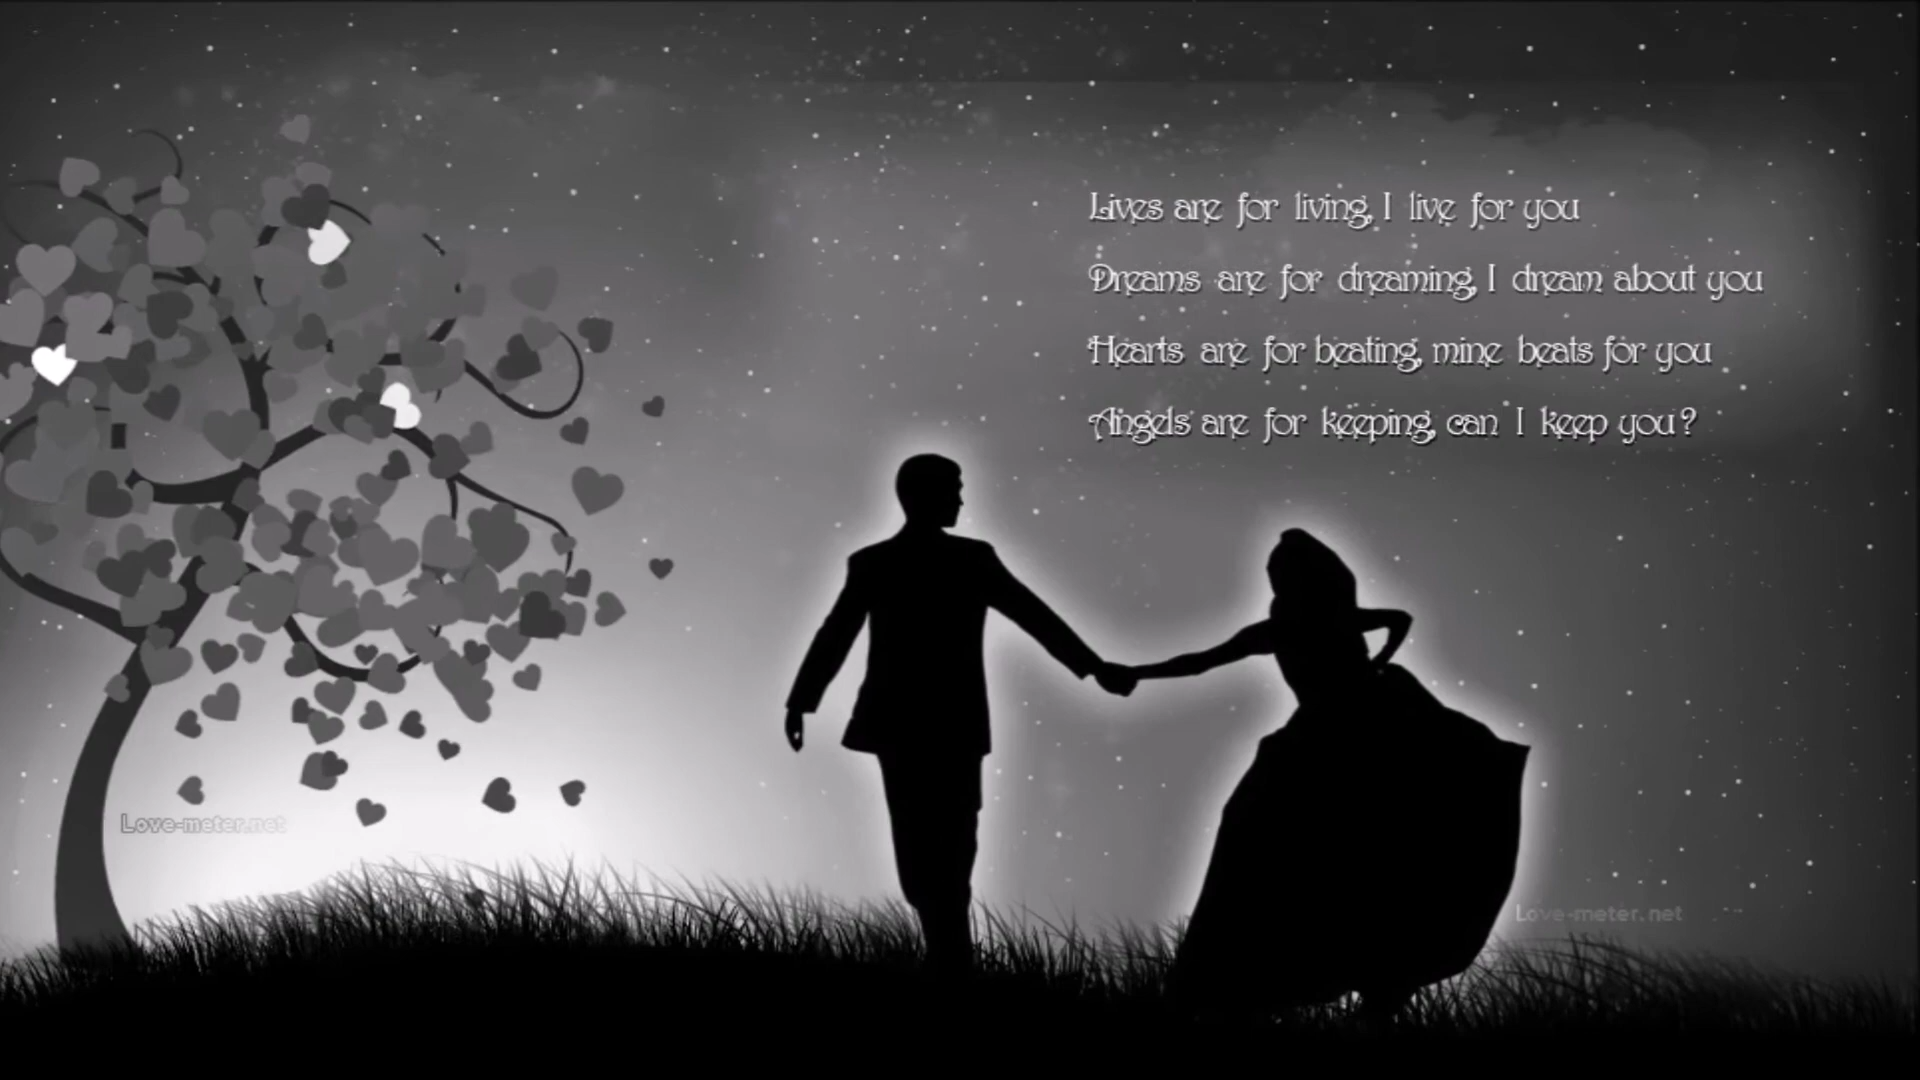 Lives are for living, I live for you
Dreams are for dreaming, I dream about you
Hearts are for beating, mine beats for you
Angels are for keeping, can I keep you?
Love-meter.net
Love-meter.net